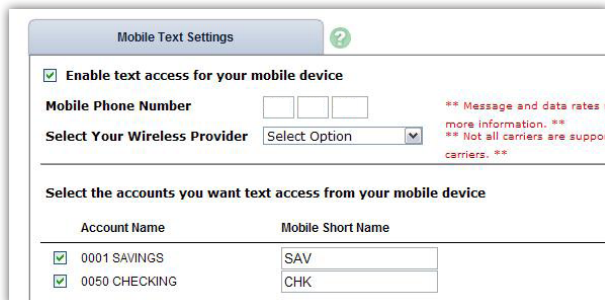 Mobile Text Settings
?
Enable text access for your mobile device
Mobile Phone Number
** Message and data rates
more information. **
Select Your Wireless Provider Select Option
** Not all carriers are
carriers. **
Select the accounts you want text access from your mobile device
Account Name Mobile Short Name
0001 SAVINGS SAV
0050 CHECKING CHK